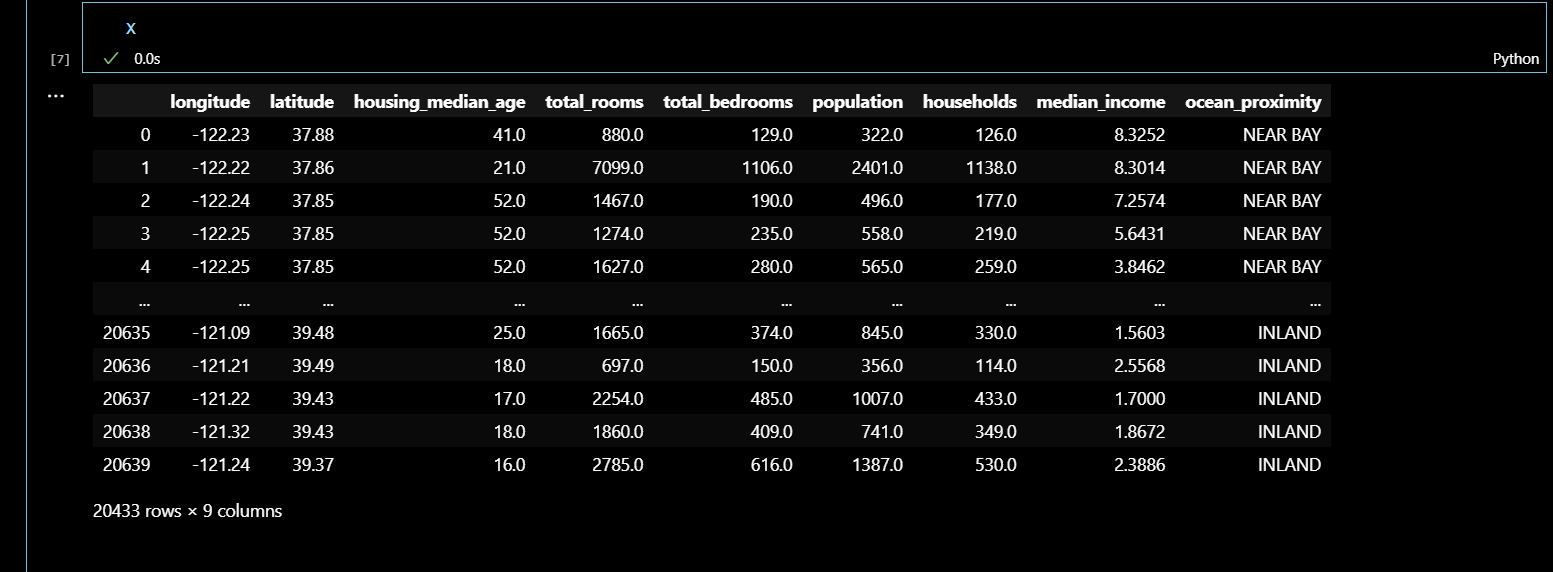 x
[7] 0.0s Python
...
longitude latitude housing_median_age total_rooms total_bedrooms population households median_income ocean_proximity
0 -122.23 37.88 41.0 880.0 129.0 322.0 126.0 8.3252 NEAR BAY
1 -122.22 37.86 21.0 7099.0 1106.0 2401.0 1138.0 8.3014 NEAR BAY
2 -122.24 37.85 52.0 1467.0 190.0 496.0 177.0 7.2574 NEAR BAY
3 -122.25 37.85 52.0 1274.0 235.0 558.0 219.0 5.6431 NEAR BAY
4 -122.25 37.85 52.0 1627.0 280.0 565.0 259.0 3.8462 NEAR BAY
... ... ... ... ... ... ... ... ... ...
20635 -121.09 39.48 25.0 1665.0 374.0 845.0 330.0 1.5603 INLAND
20636 -121.21 39.49 18.0 697.0 150.0 356.0 114.0 2.5568 INLAND
20637 -121.22 39.43 17.0 2254.0 485.0 1007.0 433.0 1.7000 INLAND
20638 -121.32 39.43 18.0 1860.0 409.0 741.0 349.0 1.8672 INLAND
20639 -121.24 39.37 16.0 2785.0 616.0 1387.0 530.0 2.3886 INLAND
20433 rows × 9 columns